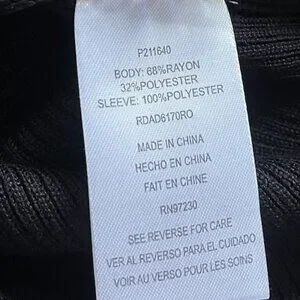 P211640
BODY: 68%RAYON
32%POLYESTER
SLEEVE: 100%POLYESTER
RDAD6170RO
MADE IN CHINA
HECHO EN CHINA
FAIT EN CHINE
RN97230
SEE REVERSE FOR CARE
VER AL REVERSO PARA EL CUIDADO
VOIR AU VERSO POUR LES SOINS